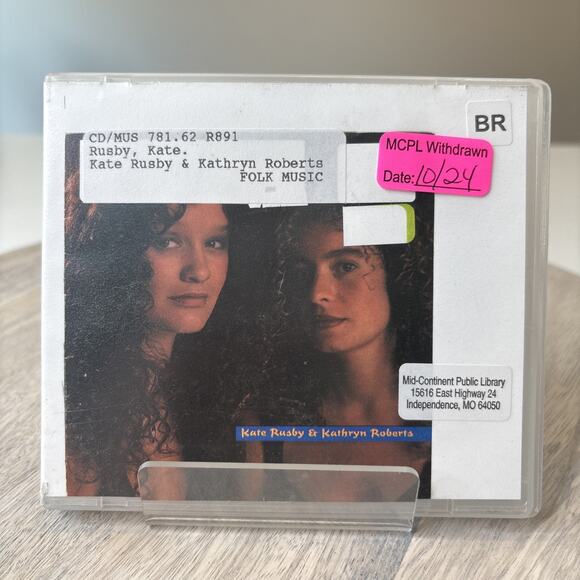 BR
CD/MUS 781.62 R891
Rusby, Kate.
Kate Rusby & Kathryn Roberts
FOLK MUSIC
MCPL Withdrawn
Date: 10/24
Mid-Continent Public Library
15616 East Highway 24
Independence, MO 64050
Kate Rusby & Kathryn Roberts